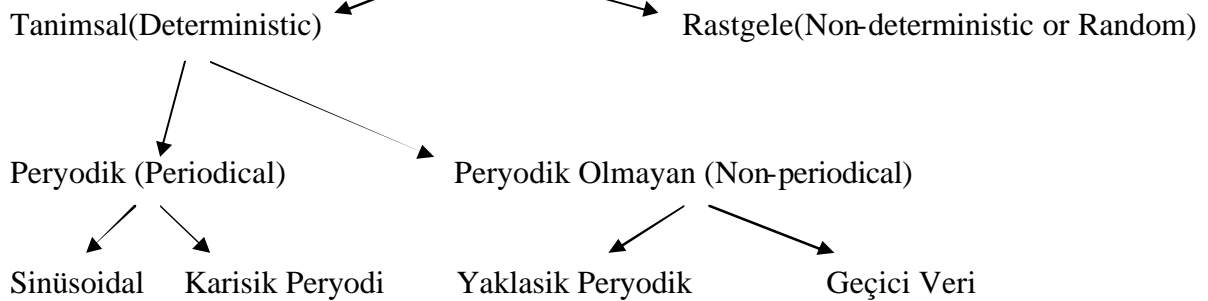 Tanimsal(Deterministic) Rastgele(Non-deterministic or Random)
Peryodik (Periodical) Peryodik Olmayan (Non-periodical)
Sinüsoidal Karisik Peryodi Yaklasik Peryodik Geçici Veri